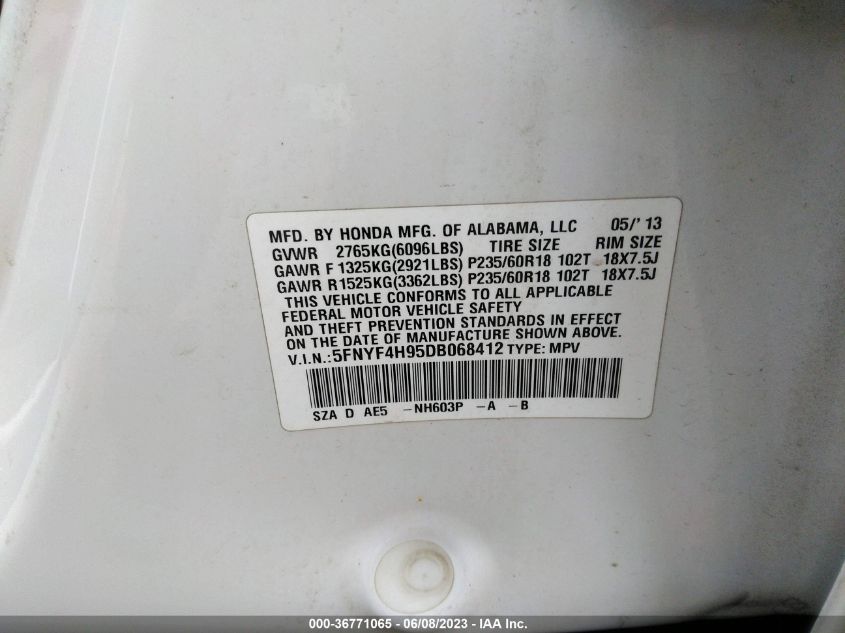 MFD. BY HONDA MFG. OF ALABAMA, LLC 05/' 13
GVWR 2765KG(6096LBS) TIRE SIZE RIM SIZE
GAWR F 1325KG(2921LBS) P235/60R18 102T 18X7.5J
GAWR R1525KG(3362LBS) P235/60R18 102T 18X7.5J
THIS VEHICLE CONFORMS TO ALL APPLICABLE
FEDERAL MOTOR VEHICLE SAFETY
AND THEFT PREVENTION STANDARDS IN EFFECT
ON THE DATE OF MANUFACTURE SHOWN ABOVE.
V.I.N.:5FNYF4H95DB068412 TYPE: MPV
SZA D AE5 -NH603P -A -B
000-36771065 - 06/08/2023 - IAA Inc.